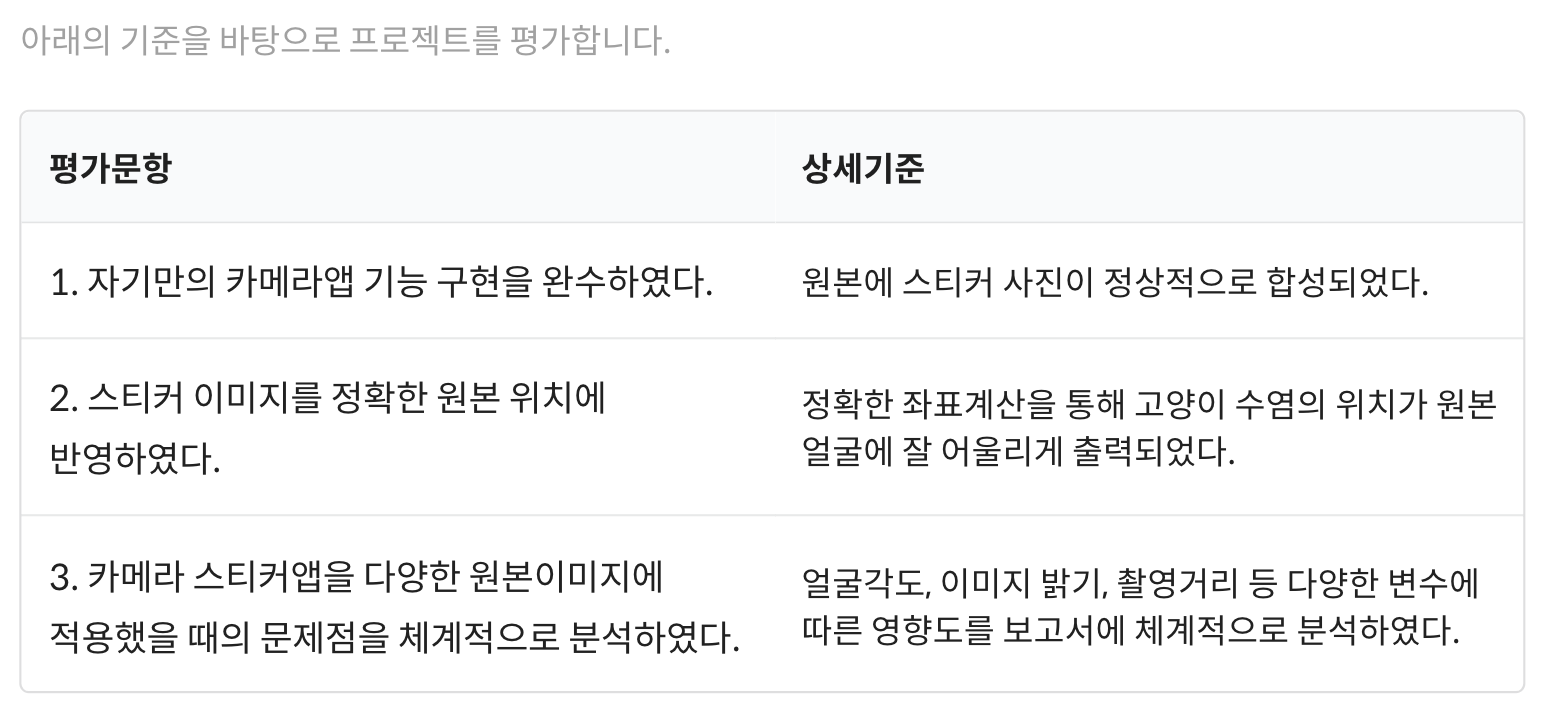 아래의 기준을 바탕으로 프로젝트를 평가합니다.
평가문항
상세기준
1. 자기만의 카메라앱 기능 구현을 완수하였다.
원본에 스티커 사진이 정상적으로 합성되었다.
2. 스티커 이미지를 정확한 원본 위치에
반영하였다.
정확한 좌표계산을 통해 고양이 수염의 위치가 원본
얼굴에 잘 어울리게 출력되었다.
3. 카메라 스티커앱을 다양한 원본이미지에
적용했을 때의 문제점을 체계적으로 분석하였다.
얼굴각도, 이미지 밝기, 촬영거리 등 다양한 변수에
따른 영향도를 보고서에 체계적으로 분석하였다.